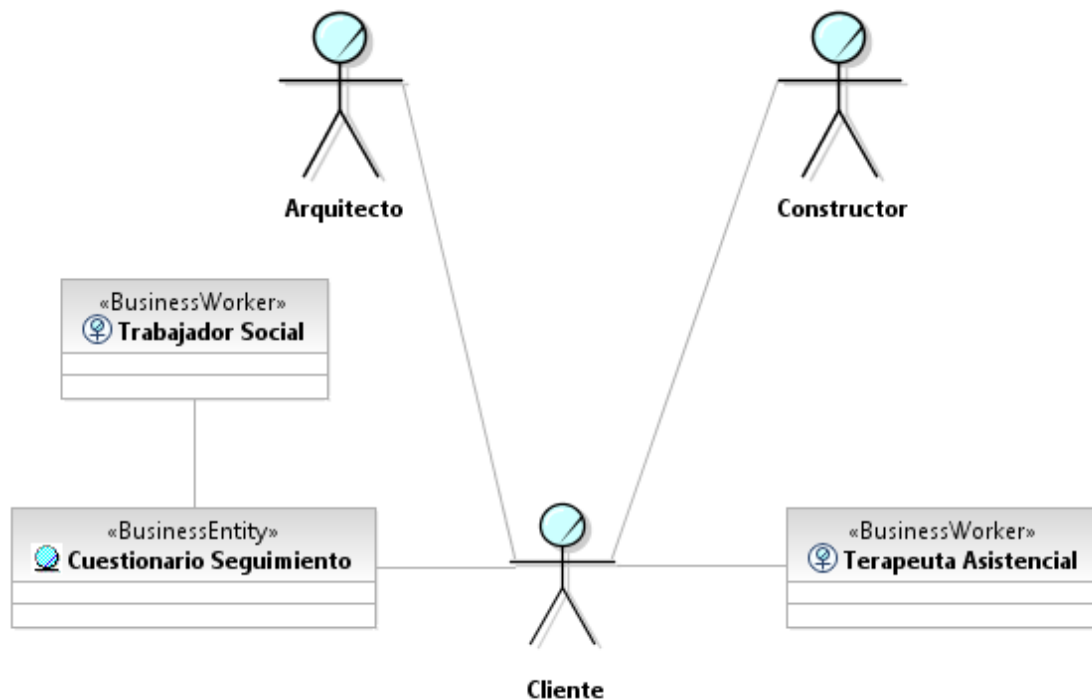 Arquitecto
Constructor
«BusinessWorker»
Trabajador Social
«BusinessEntity»
Cuestionario Seguimiento
«BusinessWorker»
Terapeuta Asistencial
Cliente